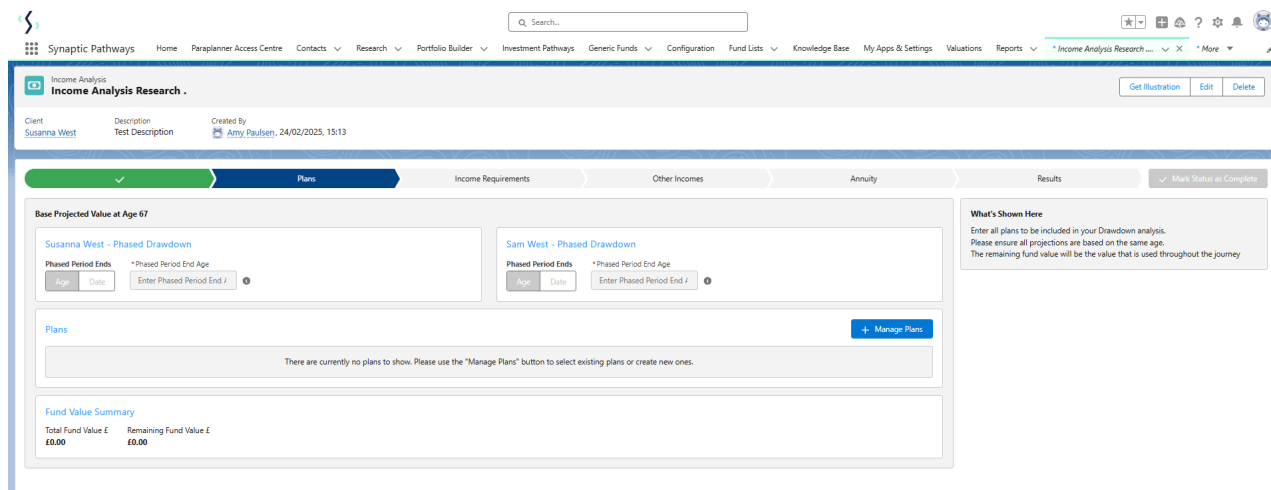 Search...
Synaptic Pathways Home Paraplanner Access Centre Contacts Research Portfolio Builder Investment Pathways Generic Funds Configuration Fund Lists Knowledge Base My Apps & Settings Valuations Reports * Income Analysis Research .... * More
Income Analysis
Income Analysis Research .
Get Illustration Edit Delete
Client Description Created By
Susanna West Test Description Amy Paulsen, 24/02/2025, 15:13
Plans Income Requirements Other Incomes Annuity Results Mark Status as Complete
Base Projected Value at Age 67
Susanna West - Phased Drawdown
Phased Period Ends *Phased Period End Age
Age Date Enter Phased Period End
Sam West - Phased Drawdown
Phased Period Ends *Phased Period End Age
Age Date Enter Phased Period End
Plans
+ Manage Plans
There are currently no plans to show. Please use the "Manage Plans" button to select existing plans or create new ones.
Fund Value Summary
Total Fund Value £ Remaining Fund Value £
£0.00 £0.00
What's Shown Here
Enter all plans to be included in your Drawdown analysis.
Please ensure all projections are based on the same age.
The remaining fund value will be the value that is used throughout the journey